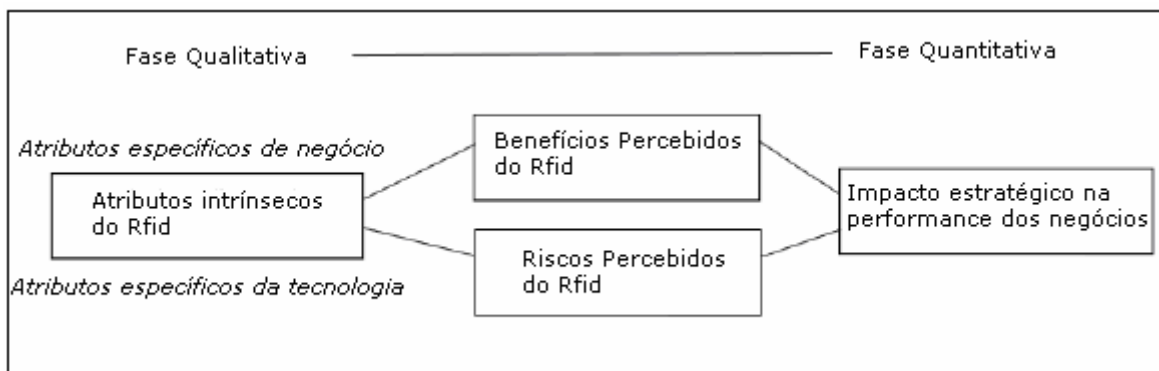 Fase Qualitativa
Fase Quantitativa
Atributos específicos de negócio
Atributos intrínsecos
do Rfid
Atributos específicos da tecnologia
Benefícios Percebidos
do Rfid
Riscos Percebidos
do Rfid
Impacto estratégico na
performance dos negócios